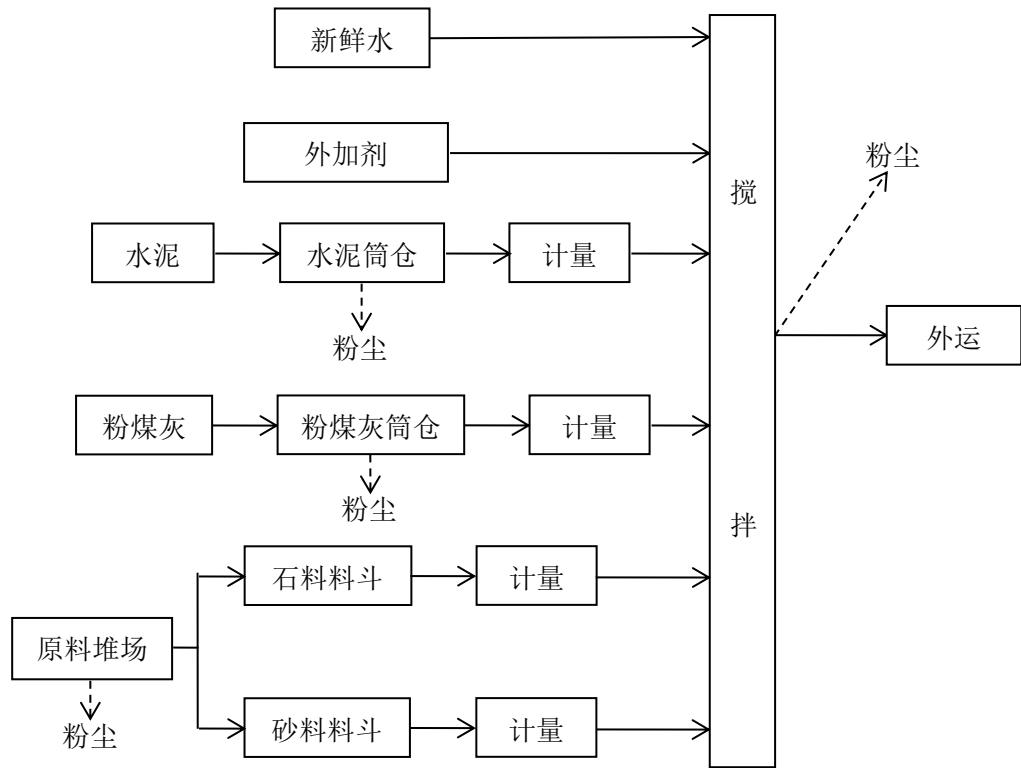 新鲜水
外加剂
粉尘
搅
水泥
水泥筒仓
计量
粉尘
外运
粉煤灰
粉煤灰筒仓
计量
粉尘
拌
石料料斗
计量
原料堆场
粉尘
砂料料斗
计量